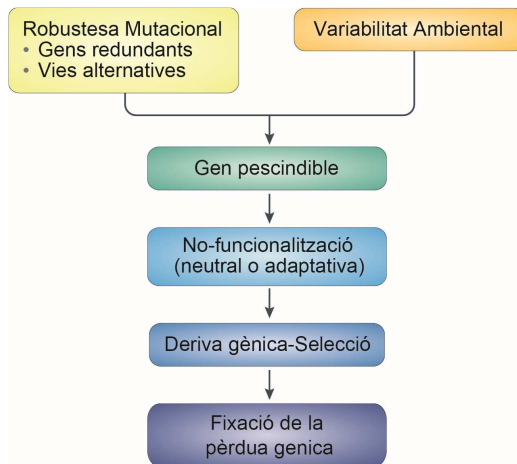 Robustesa Mutacional
• Gens redundants
• Vies alternatives
Variabilitat Ambiental
Gen pescindible
No-funcionalització
(neutral o adaptativa)
Deriva gènica-Selecció
Fixació de la
pèrdua genica